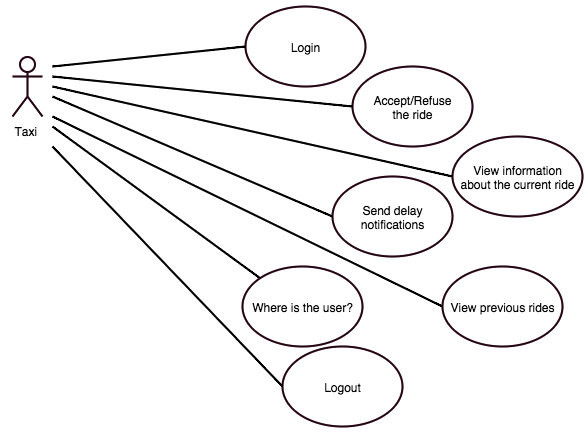 Login
Accept/Refuse
the ride
Taxi
View information
about the current ride
Send delay
notifications
Where is the user?
View previous rides
Logout